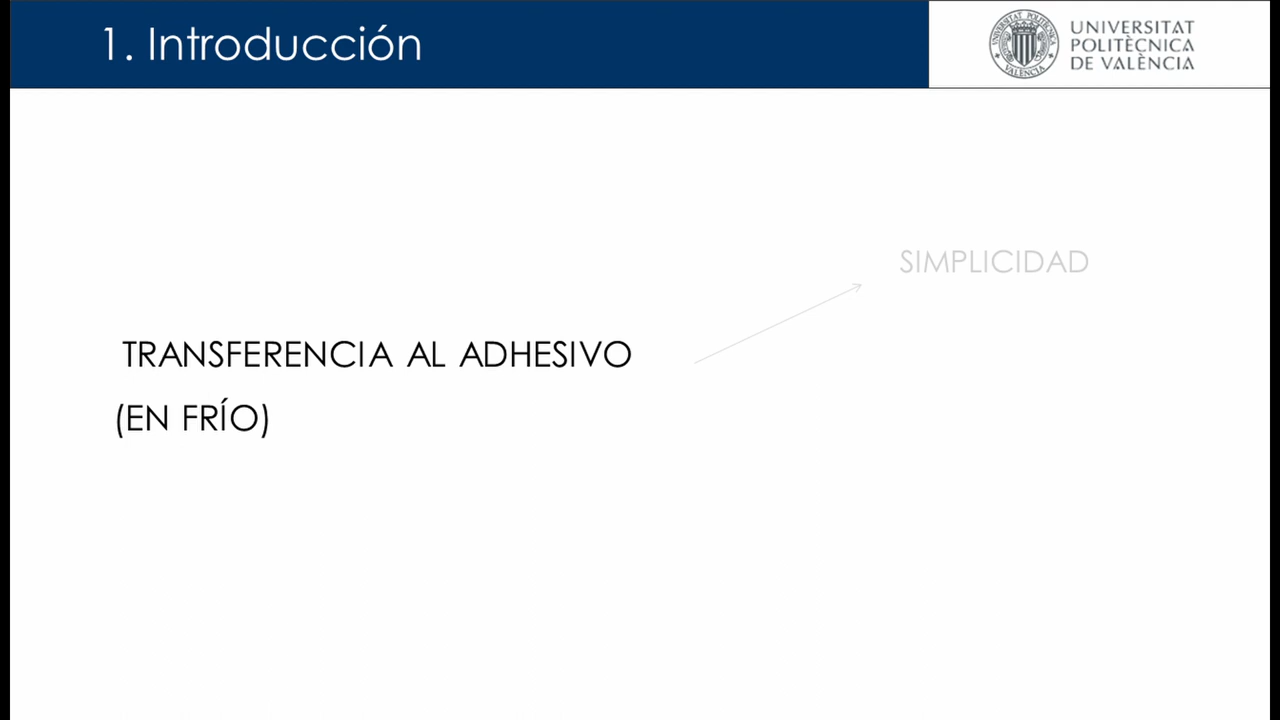 1. Introducción
UNIVERSITAT
POLITÈCNICA
DE VALÈNCIA
SIMPLICIDAD
TRANSFERENCIA AL ADHESIVO
(EN FRÍO)